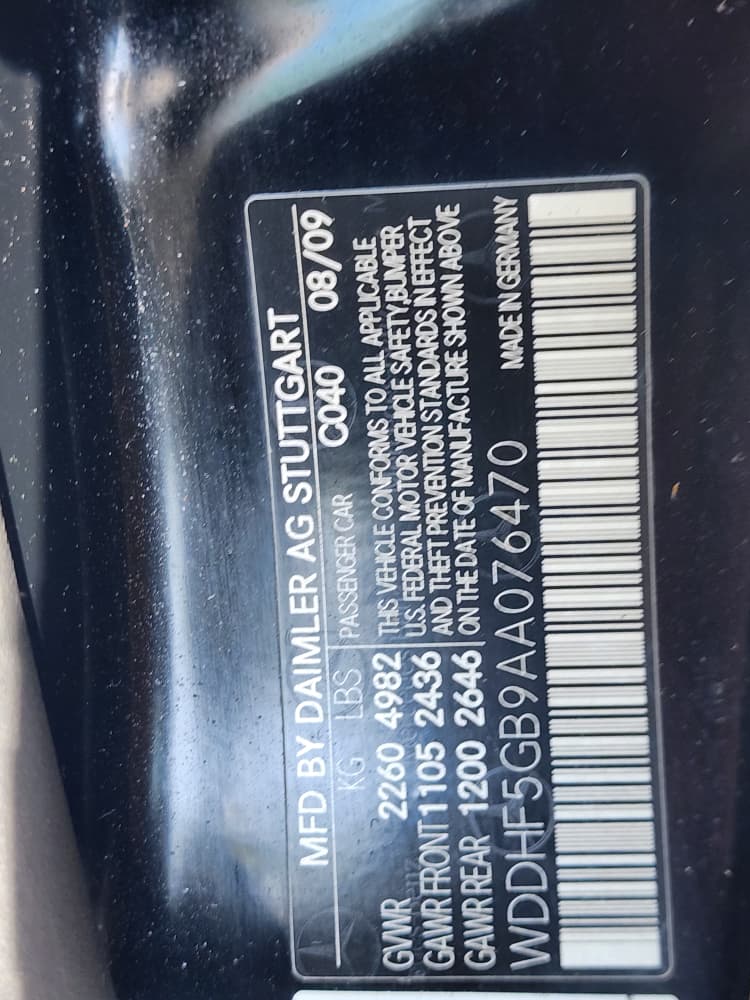 MFD BY DAIMLER AG STUTTGART
KG LBS PASSENGER CAR C040 08/09
GVWR 2260 4982 THIS VEHICLE CONFORMS TO ALL APPLICABLE
U.S. FEDERAL MOTOR VEHICLE SAFETY,BUMPER
GAWR FRONT 1105 2436 AND THEFT PREVENTION STANDARDS IN EFFECT
GAWR REAR 1200 2646 ON THE DATE OF MANUFACTURE SHOWN ABOVE
WDDHF5GB9AA076470 MADE IN GERMANY